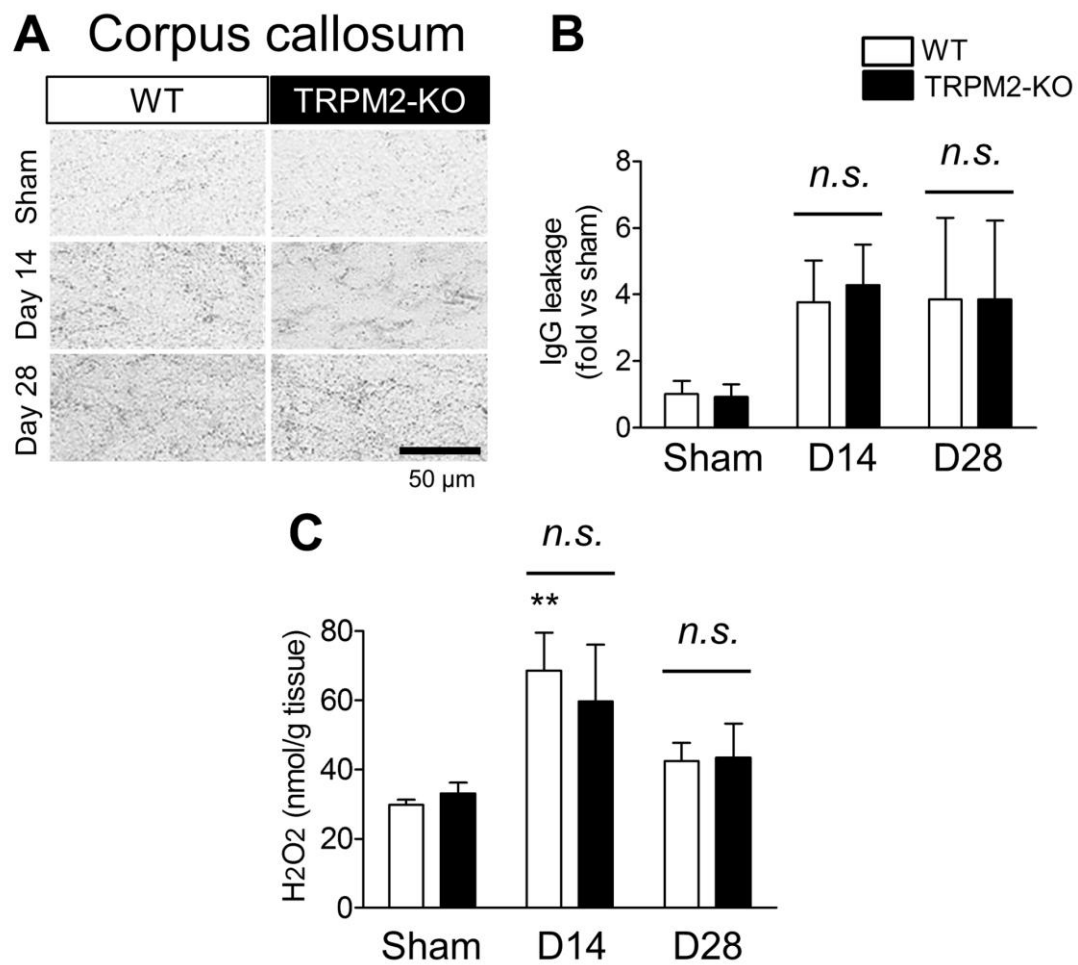 A Corpus callosum
WT TRPM2-KO
Sham
Day 14
Day 28
50 µm
B
WT
TRPM2-KO
IgG leakage
(fold vs sham)
8
6
4
2
0
n.s.
n.s.
Sham D14 D28
C
H2O2 (nmol/g tissue)
80
60
40
20
0
n.s.
**
n.s.
Sham D14 D28